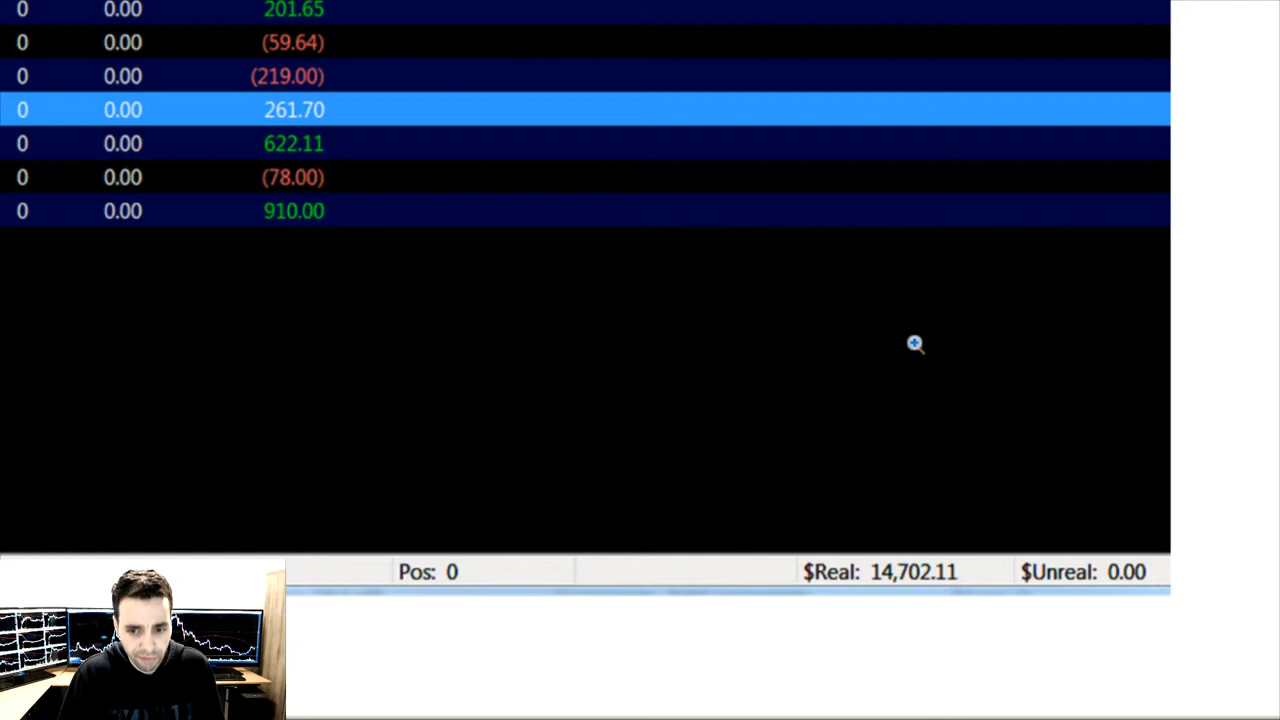 0 0.00 201.65
0 0.00 (59.64)
0 0.00 (219.00)
0 0.00 261.70
0 0.00 622.11
0 0.00 (78.00)
0 0.00 910.00
Pos: 0 $Real: 14,702.11 $Unreal: 0.00